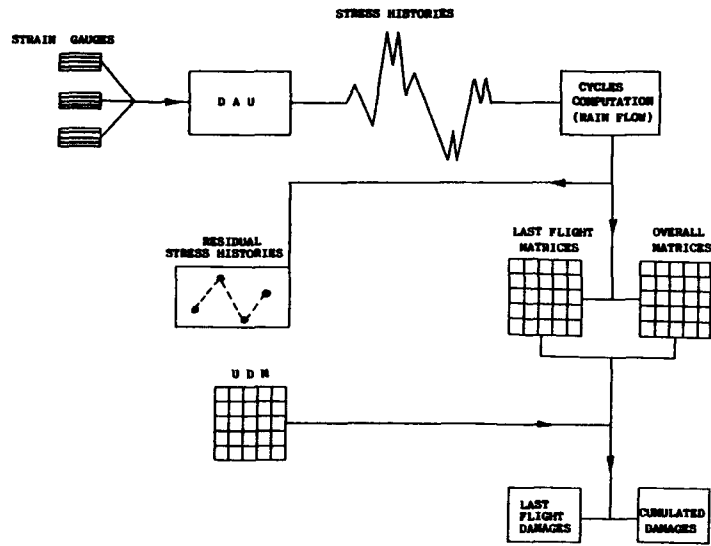 STRESS HISTORIES
STRAIN GAUGES
D A U
CYCLES
COMPUTATION
(RAIN FLOW)
RESIDUAL
STRESS HISTORIES
LAST FLIGHT
MATRICES
OVERALL
MATRICES
U D M
LAST
FLIGHT
DAMAGES
CUMULATED
DAMAGES